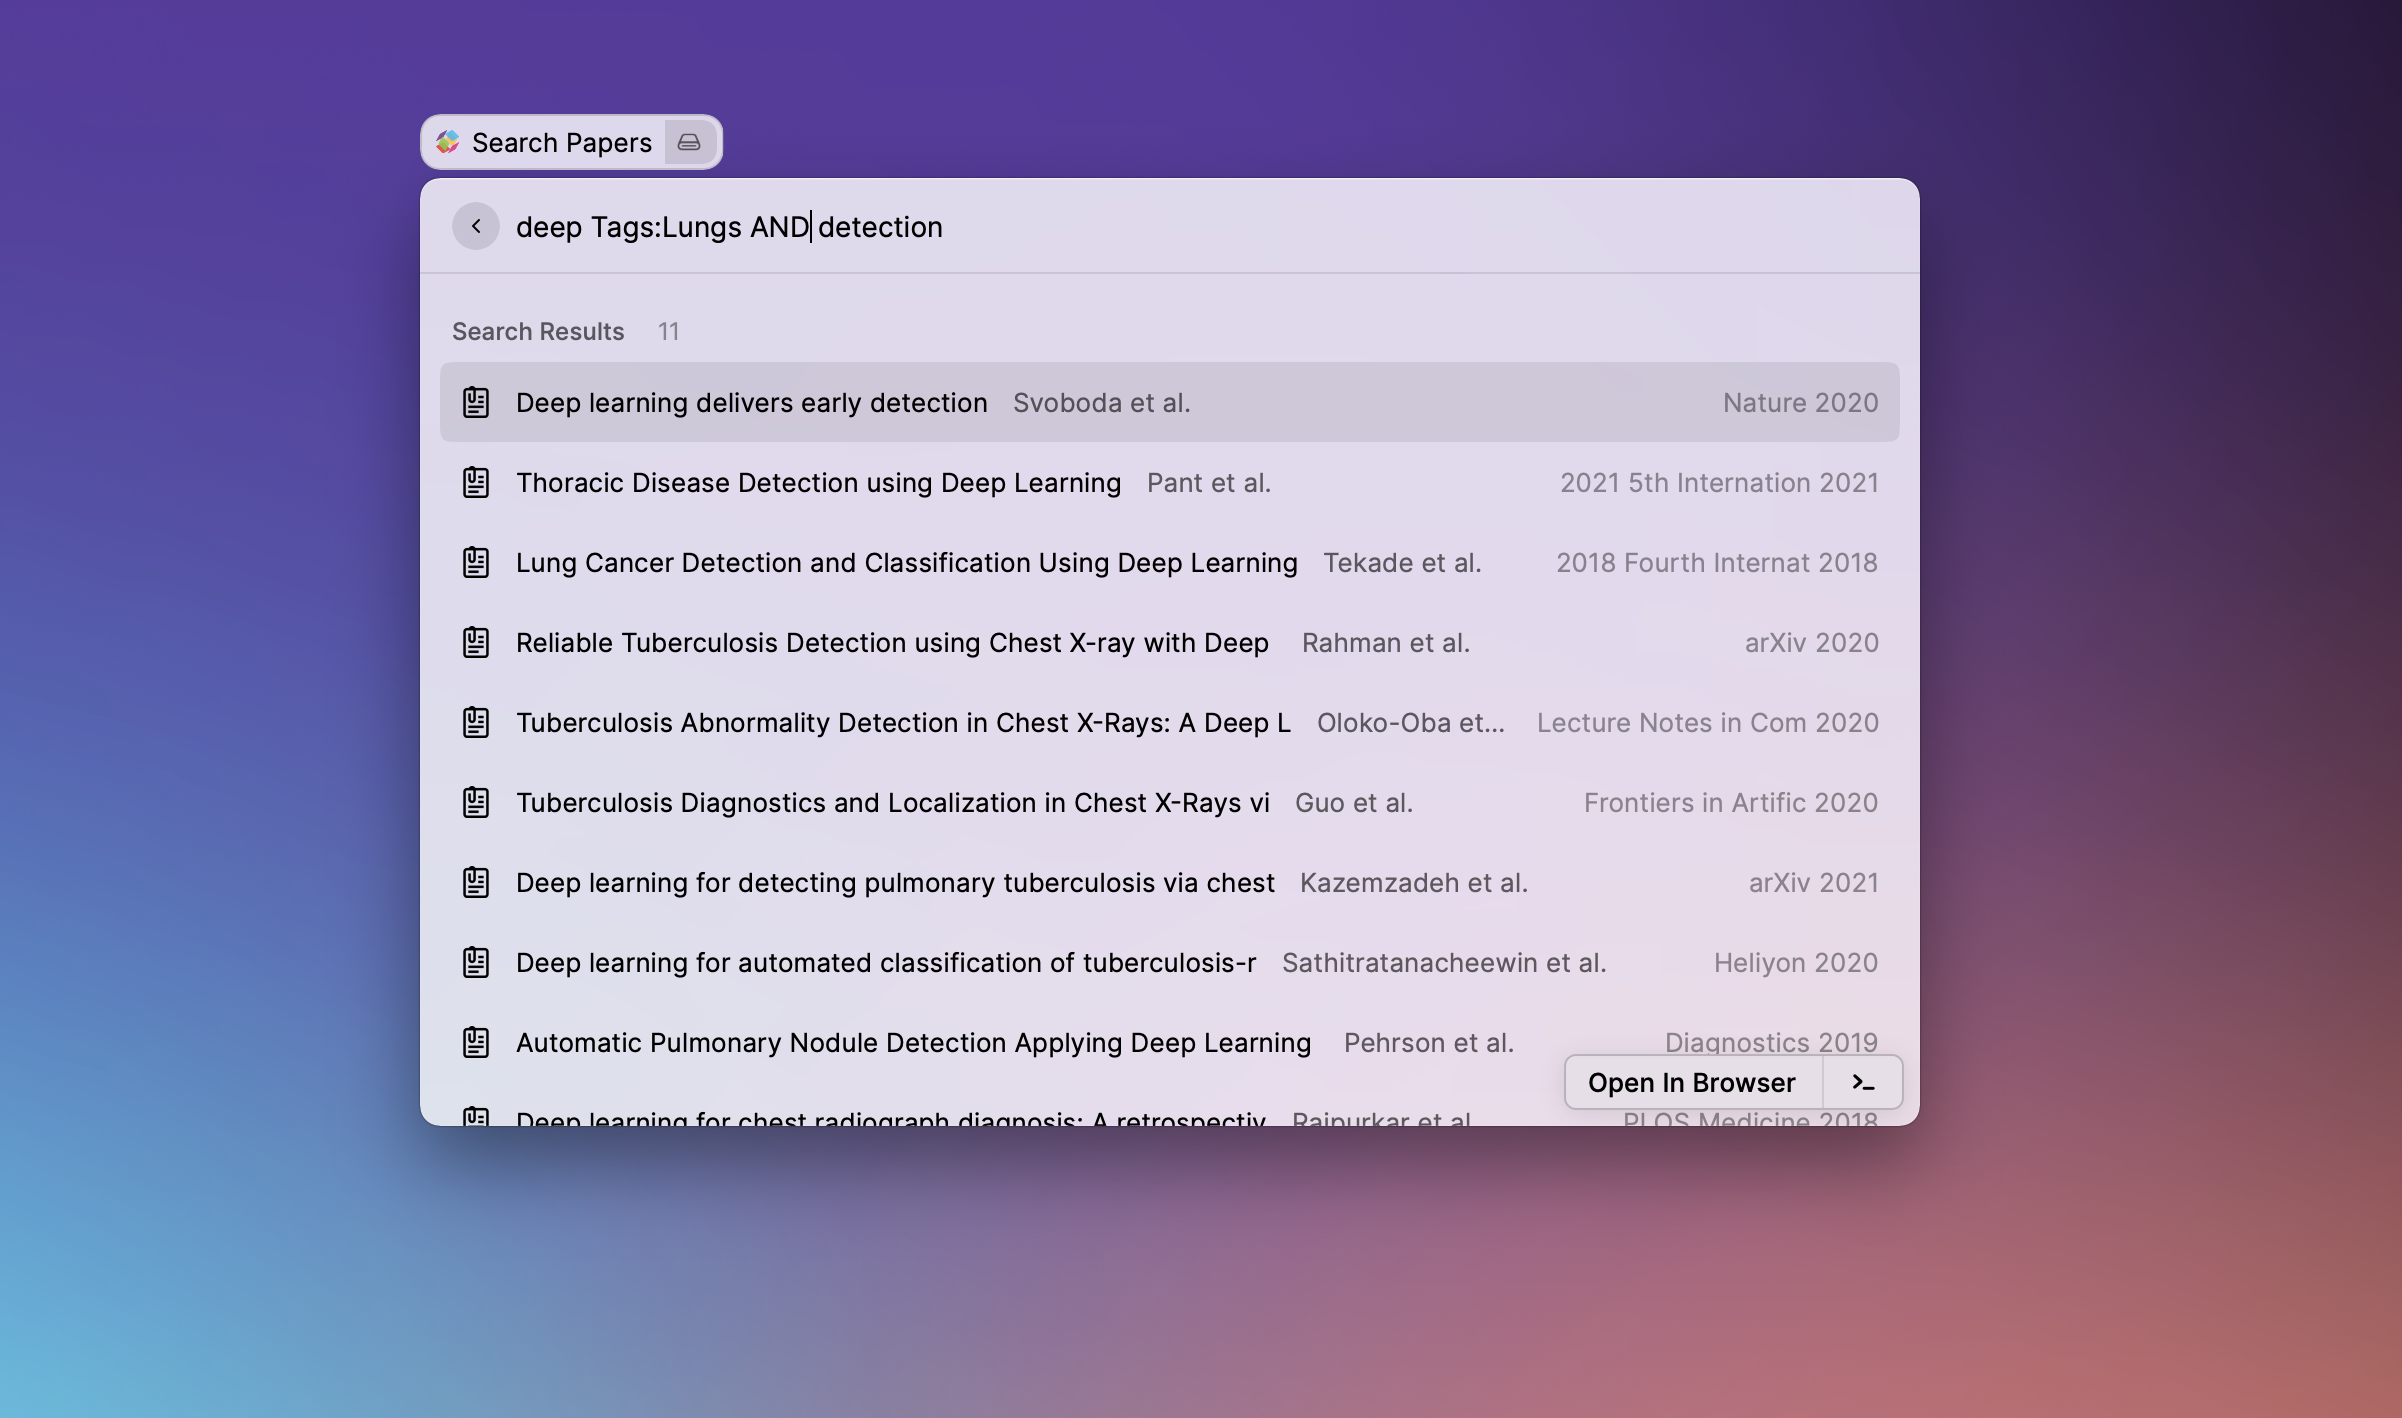 Search Papers
deep Tags:Lungs AND detection
Search Results 11
Deep learning delivers early detection Svoboda et al. Nature 2020
Thoracic Disease Detection using Deep Learning Pant et al. 2021 5th Internation 2021
Lung Cancer Detection and Classification Using Deep Learning Tekade et al. 2018 Fourth Internat 2018
Reliable Tuberculosis Detection using Chest X-ray with Deep Rahman et al. arXiv 2020
Tuberculosis Abnormality Detection in Chest X-Rays: A Deep L Oloko-Oba et... Lecture Notes in Com 2020
Tuberculosis Diagnostics and Localization in Chest X-Rays vi Guo et al. Frontiers in Artific 2020
Deep learning for detecting pulmonary tuberculosis via chest Kazemzadeh et al. arXiv 2021
Deep learning for automated classification of tuberculosis-r Sathitratanacheewin et al. Heliyon 2020
Automatic Pulmonary Nodule Detection Applying Deep Learning Pehrson et al. Diagnostics 2019
Open In Browser >_
Deep learning for chest radiograph diagnosis: A retrospectiv Rajpurkar et al. PLOS Medicine 2018